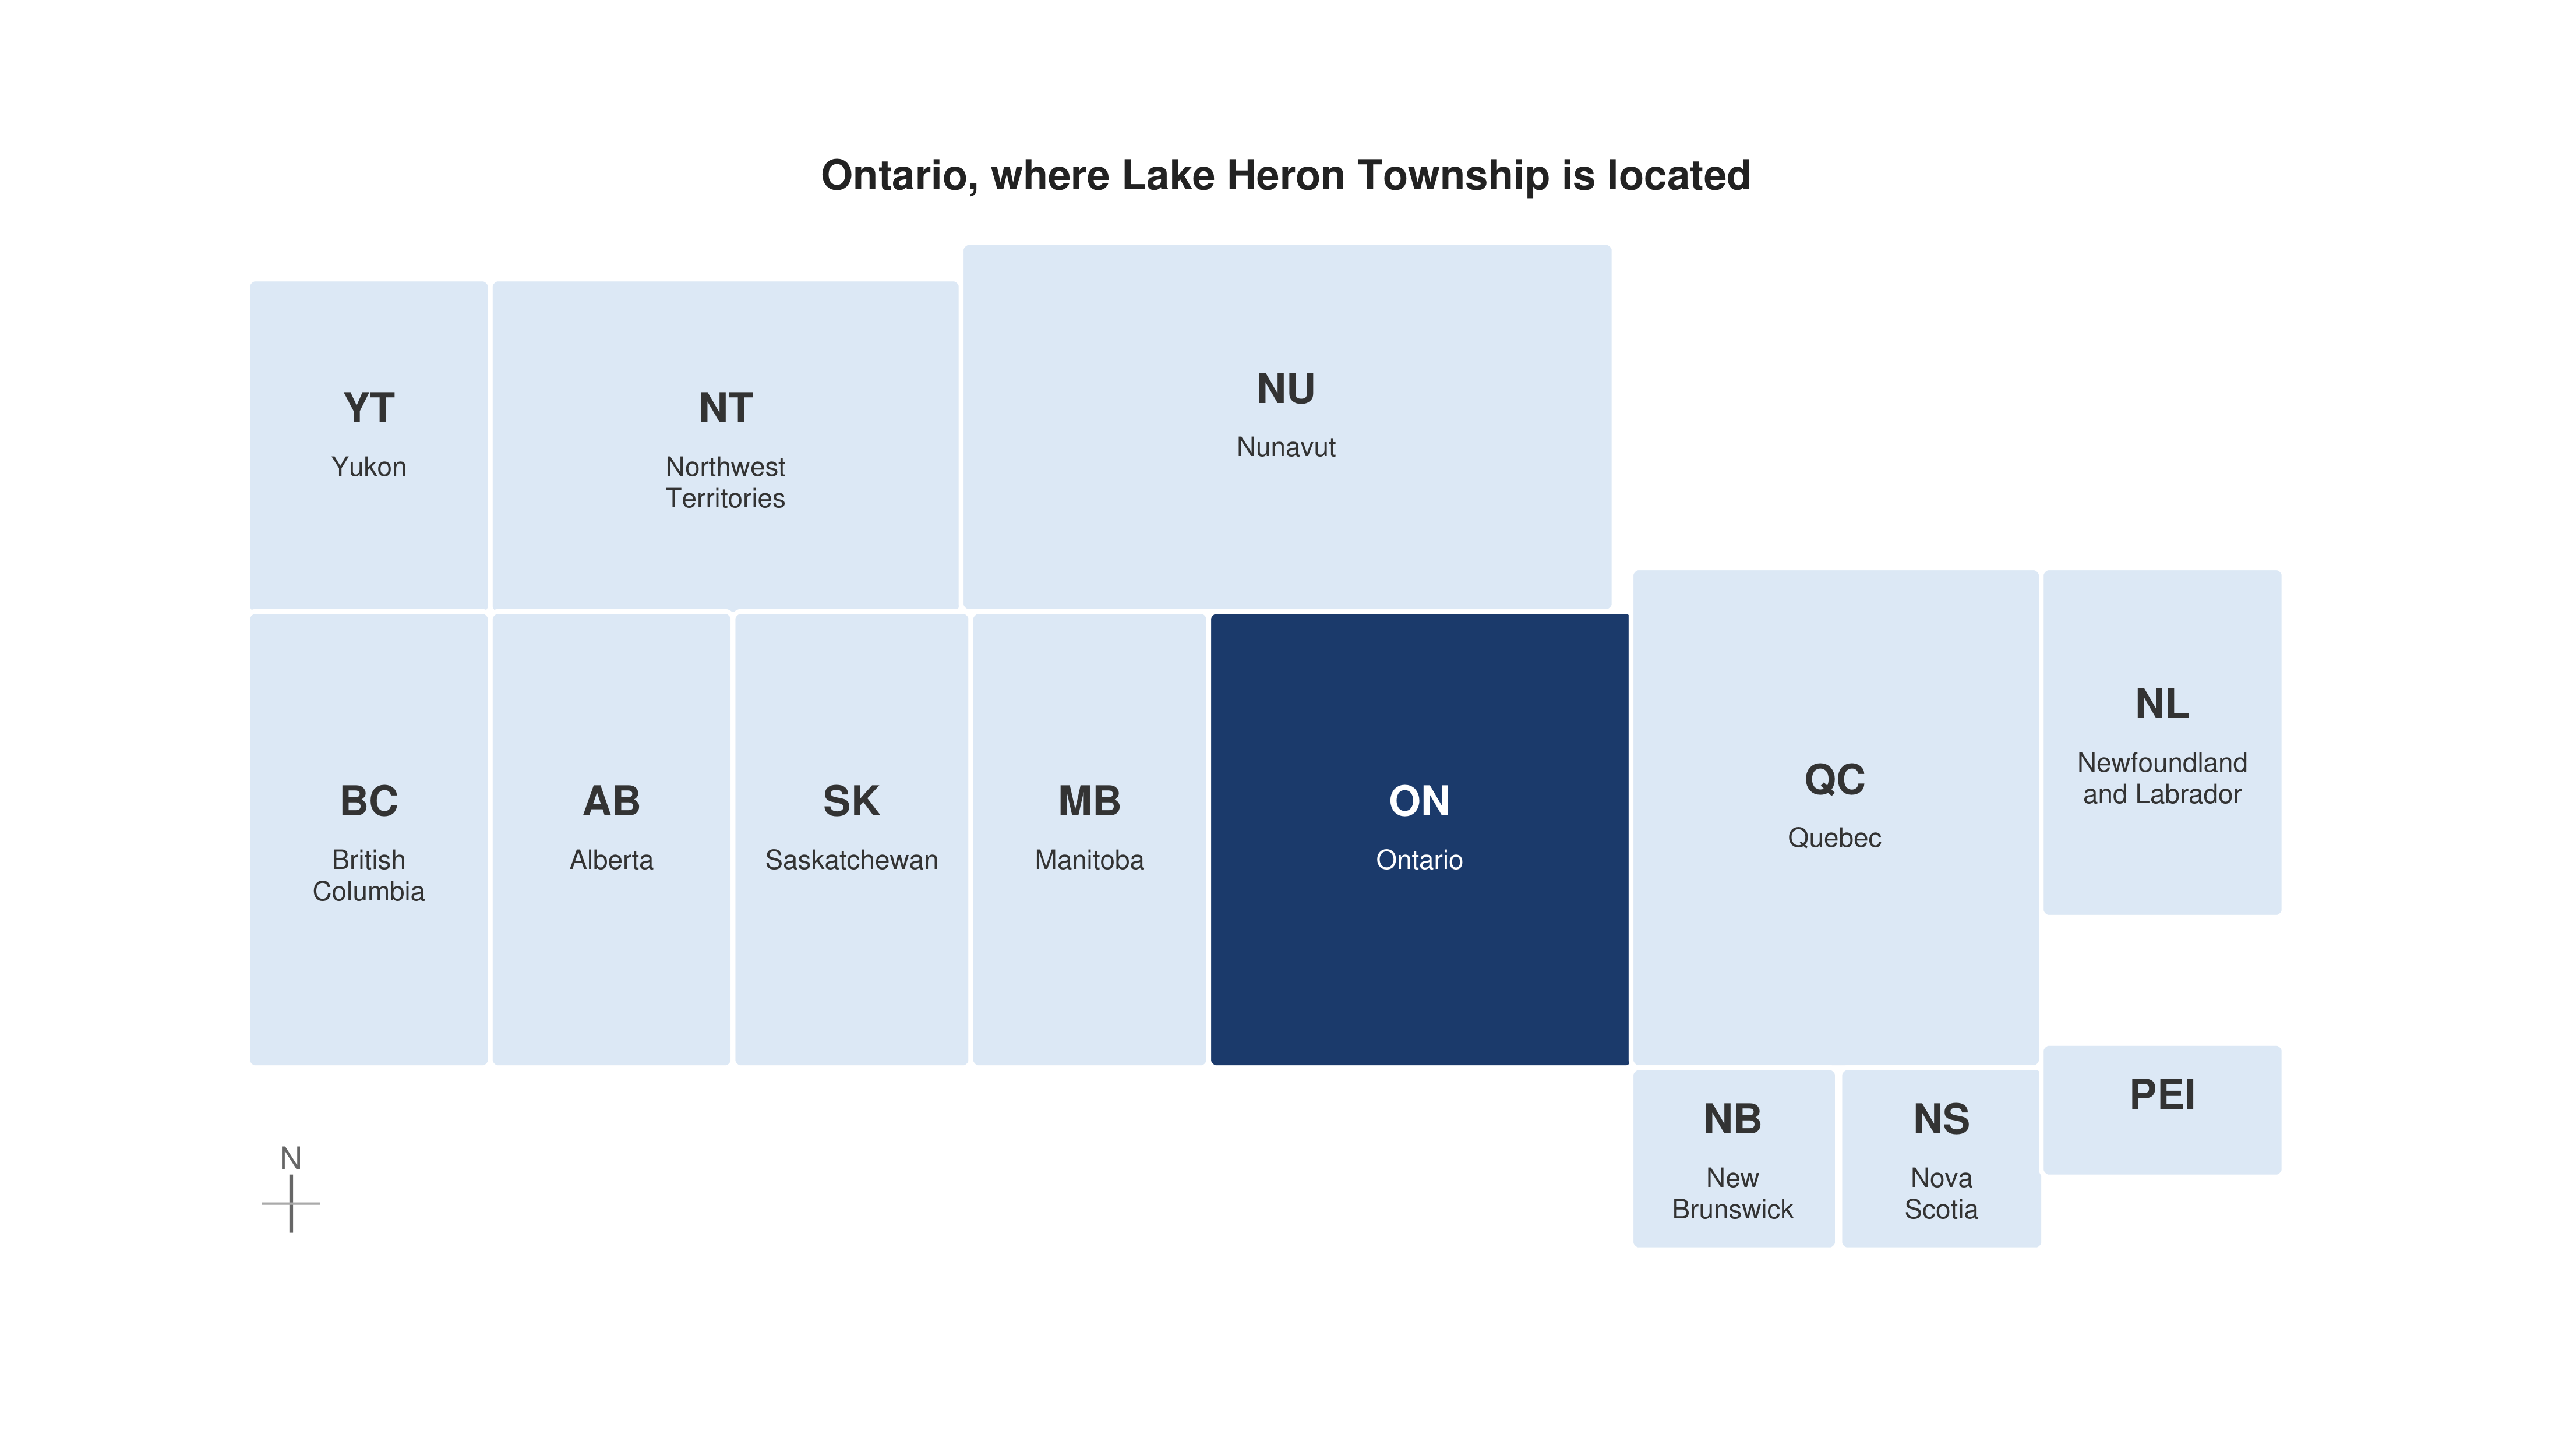 Ontario, where Lake Heron Township is located
YT
Yukon
NT
Northwest
Territories
NU
Nunavut
BC
British
Columbia
AB
Alberta
SK
Saskatchewan
MB
Manitoba
ON
Ontario
QC
Quebec
NL
Newfoundland
and Labrador
NB
New
Brunswick
NS
Nova
Scotia
PEI
N